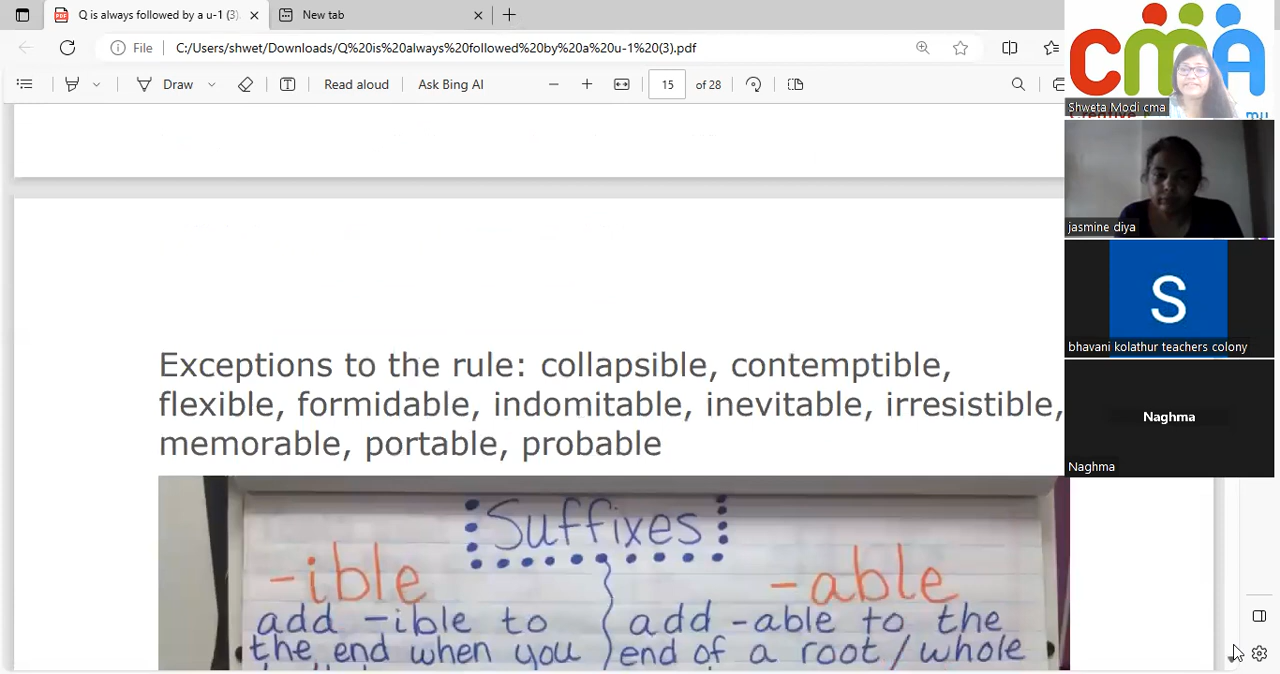 Q is always followed by a u-1 (3).
New tab
File
C:/Users/shwet/Downloads/Q%20is%20always%20followed%20by%20a%20u-1%20(3).pdf
Draw
Read aloud
Ask Bing AI
15
of 28
cma
Shweta Modi cma
jasmine diya
S
bhavani kolathur teachers colony
Naghma
Naghma
Exceptions to the rule: collapsible, contemptible,
flexible, formidable, indomitable, inevitable, irresistible,
memorable, portable, probable
Suffixes
-ible
-able
add -ible to
the end when you
add -able to the
end of a root/whole